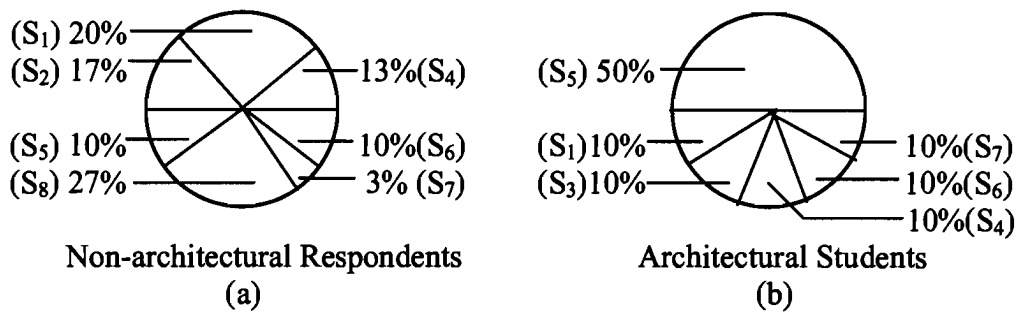 (S₁) 20%
(S₂) 17%
13%(S₄)
(S₅) 10%
10%(S₆)
(S₈) 27%
3% (S₇)
Non-architectural Respondents
(a)
(S₅) 50%
(S₁)10%
10%(S₇)
(S₃)10%
10%(S₆)
10%(S₄)
Architectural Students
(b)